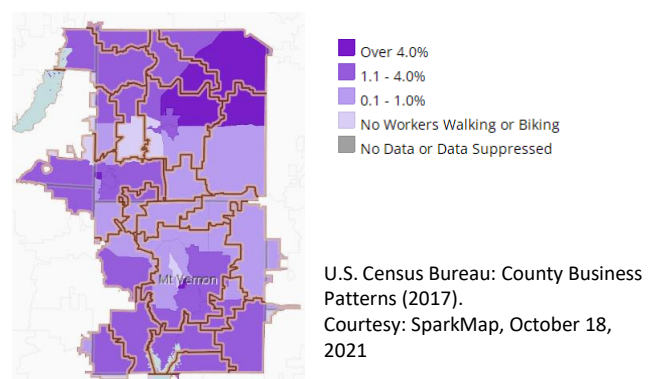 Over 4.0%
1.1 - 4.0%
0.1 - 1.0%
No Workers Walking or Biking
No Data or Data Suppressed
Mt Vernon
U.S. Census Bureau: County Business
Patterns (2017).
Courtesy: SparkMap, October 18,
2021